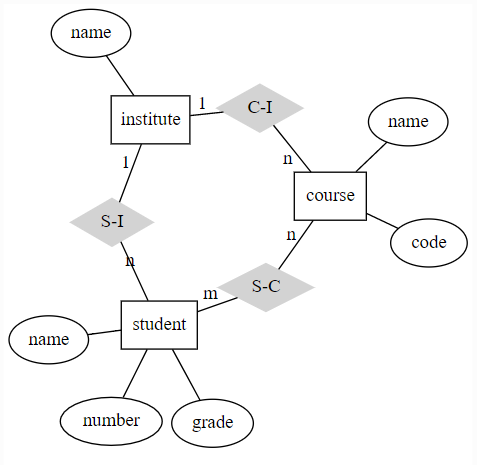 name
institute
1
C-I
name
n
1
course
S-I
n
code
n
m
S-C
student
name
number
grade